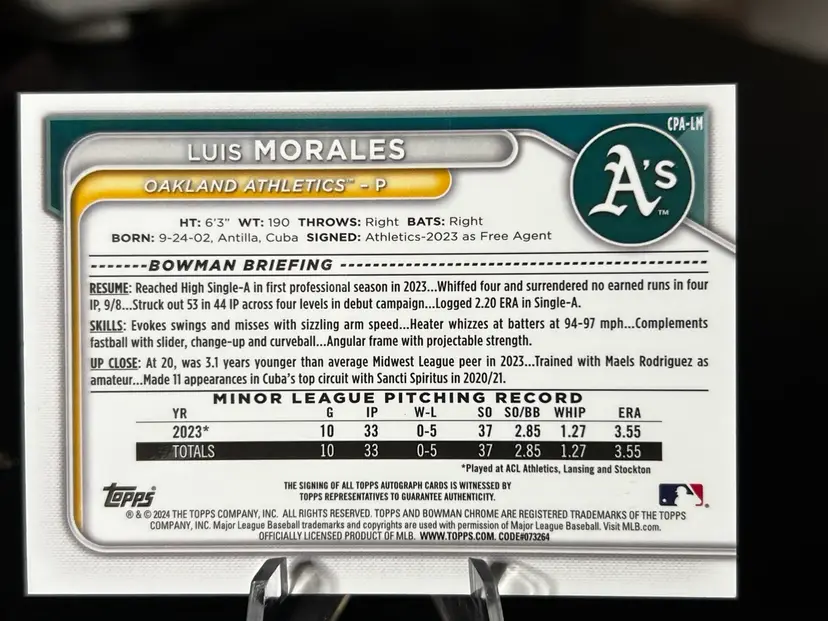 CPA-LM
LUIS MORALES
OAKLAND ATHLETICS™ – P
A's™
HT: 6'3" WT: 190 THROWS: Right BATS: Right
BORN: 9-24-02, Antilla, Cuba SIGNED: Athletics-2023 as Free Agent
BOWMAN BRIEFING
RESUME: Reached High Single-A in first professional season in 2023...Whiffed four and surrendered no earned runs in four
IP, 9/8...Struck out 53 in 44 IP across four levels in debut campaign...Logged 2.20 ERA in Single-A.
SKILLS: Evokes swings and misses with sizzling arm speed...Heater whizzes at batters at 94-97 mph...Complements
fastball with slider, change-up and curveball...Angular frame with projectable strength.
UP CLOSE: At 20, was 3.1 years younger than average Midwest League peer in 2023...Trained with Maels Rodriguez as
amateur...Made 11 appearances in Cuba's top circuit with Sancti Spiritus in 2020/21.
MINOR LEAGUE PITCHING RECORD
YR G IP W-L SO SO/BB WHIP ERA
2023* 10 33 0-5 37 2.85 1.27 3.55
TOTALS 10 33 0-5 37 2.85 1.27 3.55
*Played at ACL Athletics, Lansing and Stockton
THE SIGNING OF ALL TOPPS AUTOGRAPH CARDS IS WITNESSED BY
TOPPS REPRESENTATIVES TO GUARANTEE AUTHENTICITY.
Topps®
® & © 2024 THE TOPPS COMPANY, INC. ALL RIGHTS RESERVED. TOPPS AND BOWMAN CHROME ARE REGISTERED TRADEMARKS OF THE TOPPS
COMPANY, INC. Major League Baseball trademarks and copyrights are used with permission of Major League Baseball. Visit MLB.com.
OFFICIALLY LICENSED PRODUCT OF MLB. WWW.TOPPS.COM. CODE#073264